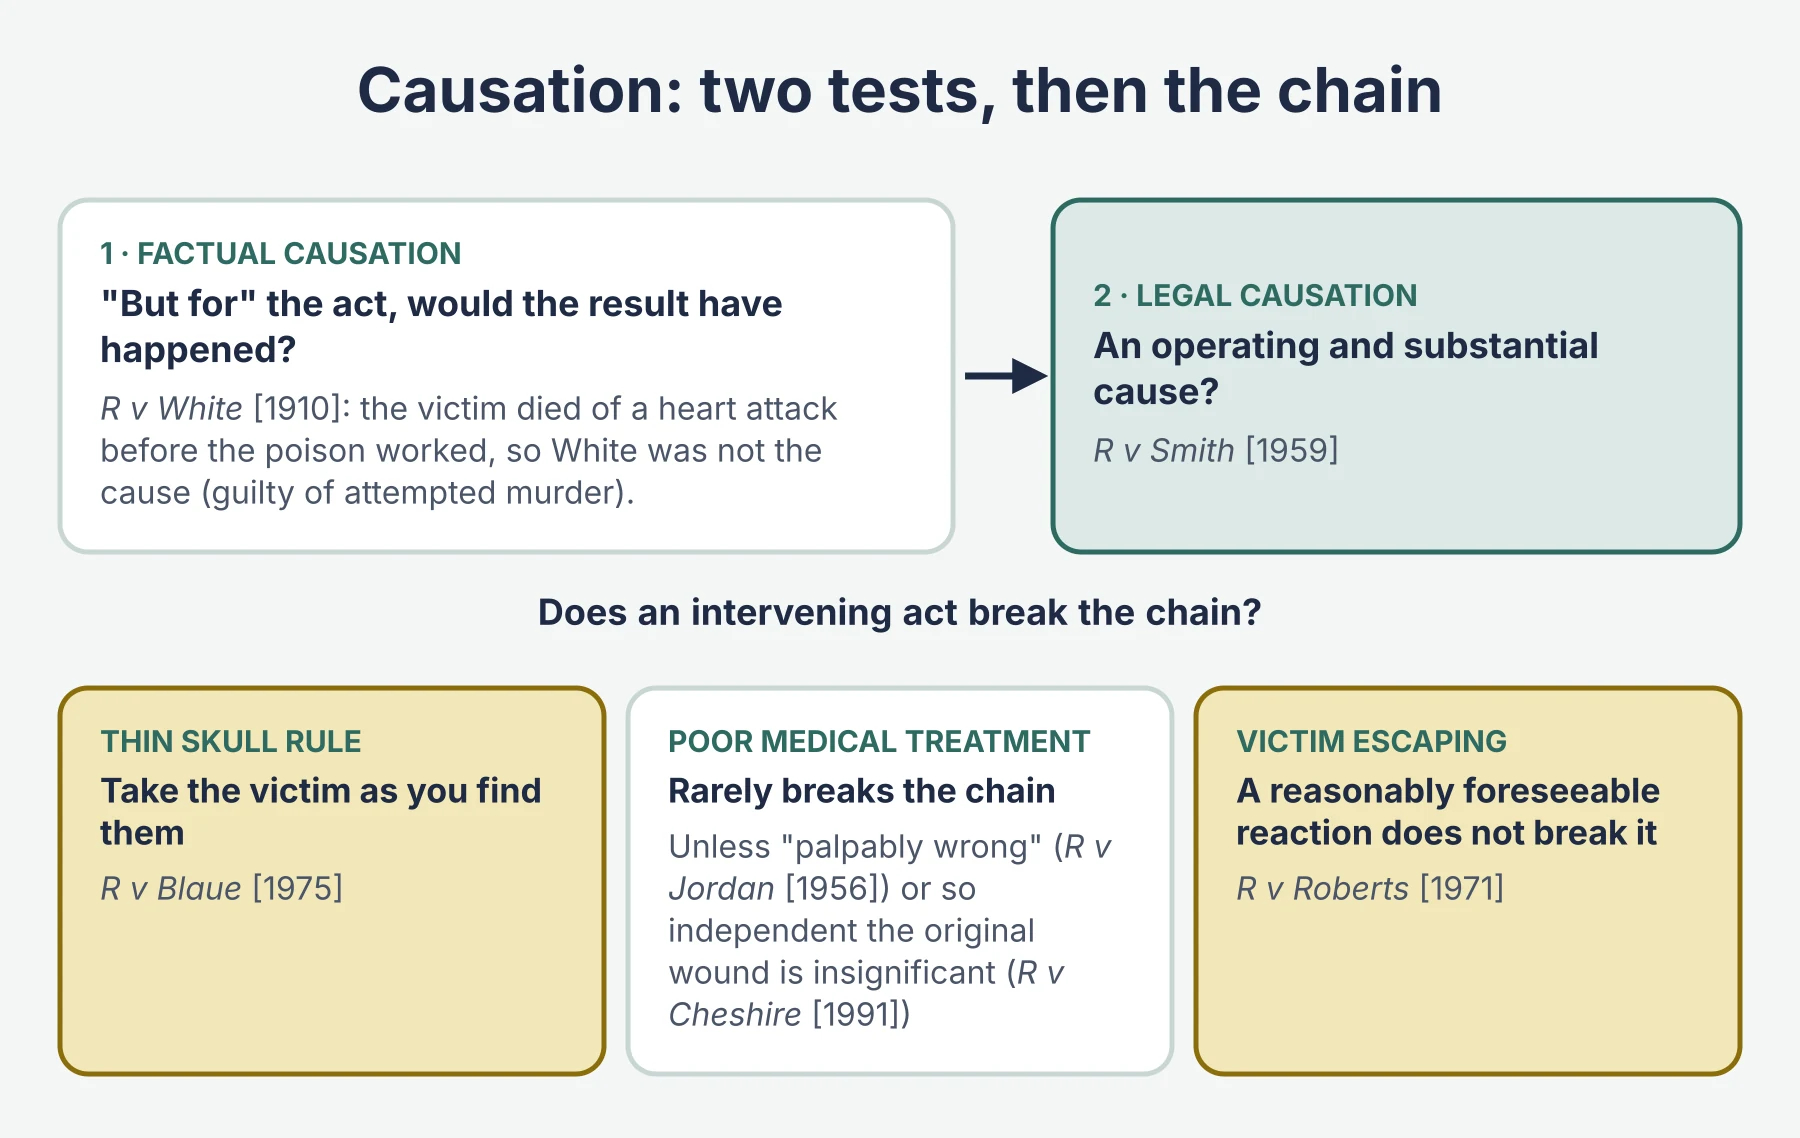 Causation: two tests, then the chain
1 · FACTUAL CAUSATION
"But for" the act, would the result have
happened?
R v White [1910]: the victim died of a heart attack
before the poison worked, so White was not the
cause (guilty of attempted murder).
2 · LEGAL CAUSATION
An operating and substantial
cause?
R v Smith [1959]
Does an intervening act break the chain?
THIN SKULL RULE
Take the victim as you find
them
R v Blaue [1975]
POOR MEDICAL TREATMENT
Rarely breaks the chain
Unless "palpably wrong" (R v
Jordan [1956]) or so
independent the original
wound is insignificant (R v
Cheshire [1991])
VICTIM ESCAPING
A reasonably foreseeable
reaction does not break it
R v Roberts [1971]